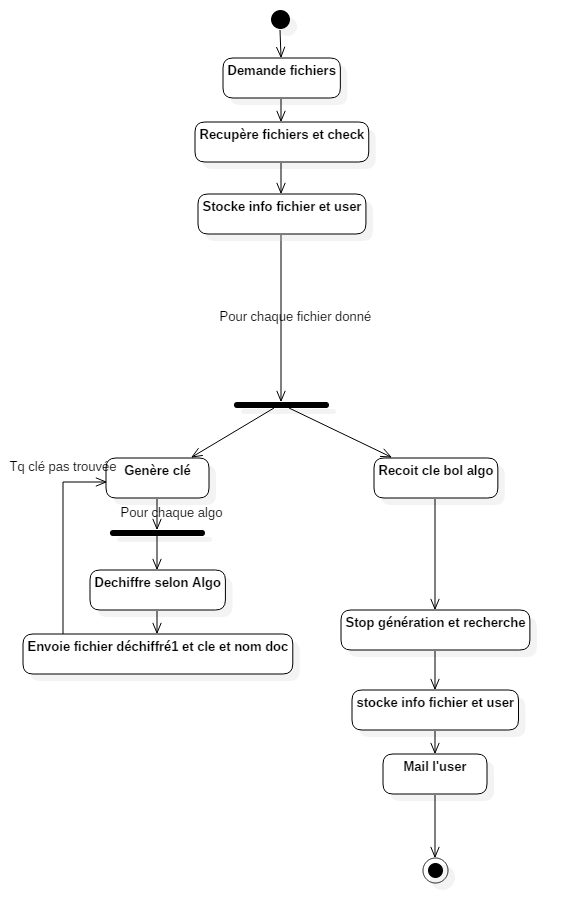 Demande fichiers
Recupère fichiers et check
Stocke info fichier et user
Pour chaque fichier donné
Tq clé pas trouvée
Genère clé
Recoit cle bol algo
Pour chaque algo
Dechiffre selon Algo
Stop génération et recherche
Envoie fichier déchiffré1 et cle et nom doc
stocke info fichier et user
Mail l'user